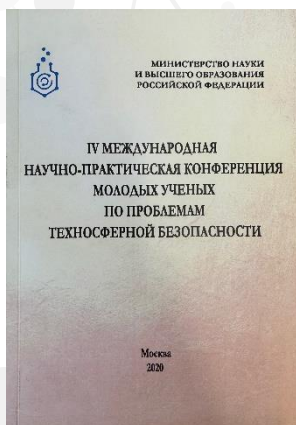 МИНИСТЕРСТВО НАУКИ
И ВЫСШЕГО ОБРАЗОВАНИЯ
РОССИЙСКОЙ ФЕДЕРАЦИИ
IV МЕЖДУНАРОДНАЯ
НАУЧНО-ПРАКТИЧЕСКАЯ КОНФЕРЕНЦИЯ
МОЛОДЫХ УЧЕНЫХ
ПО ПРОБЛЕМАМ
ТЕХНОСФЕРНОЙ БЕЗОПАСНОСТИ
Москва
2020